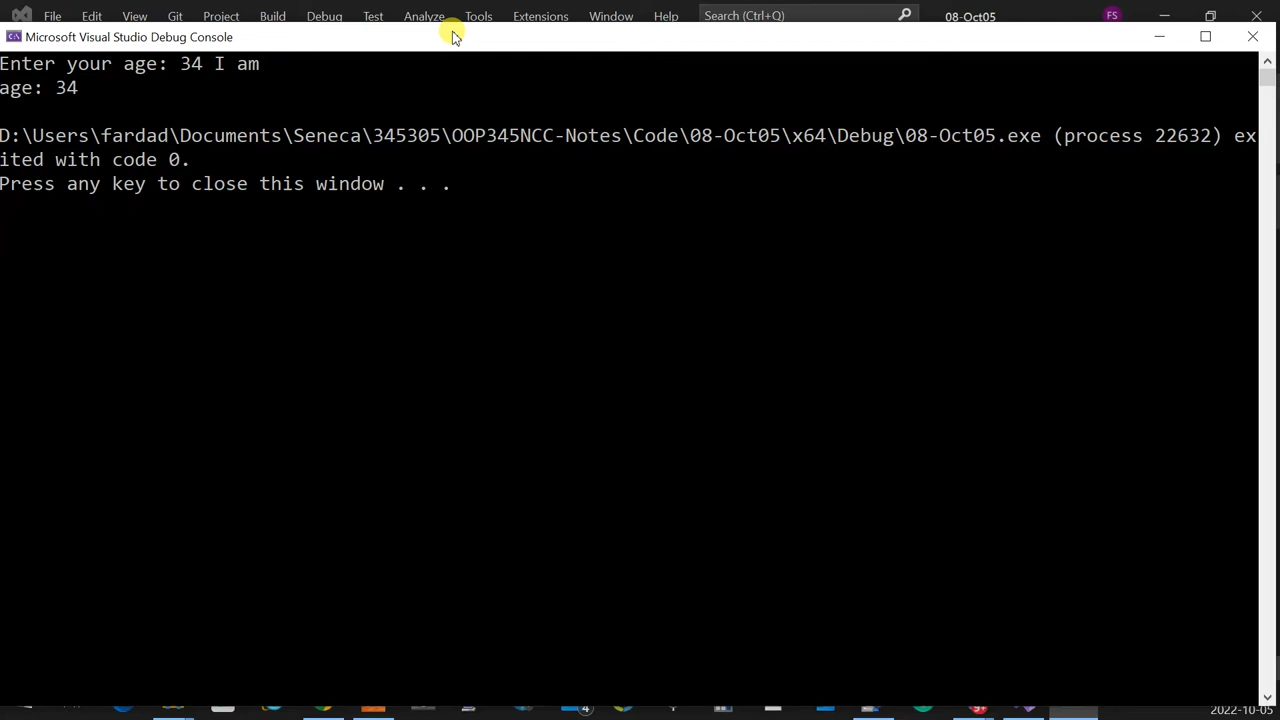 File Edit View Git Project Build Debug Test Analyze Tools Extensions Window Help Search (Ctrl+Q) 08-Oct05 FS
Microsoft Visual Studio Debug Console
Enter your age: 34 I am
age: 34
D:\Users\fardad\Documents\Seneca\345305\OOP345NCC-Notes\Code\08-Oct05\x64\Debug\08-Oct05.exe (process 22632) ex
ited with code 0.
Press any key to close this window . . .
4
2022-10-05